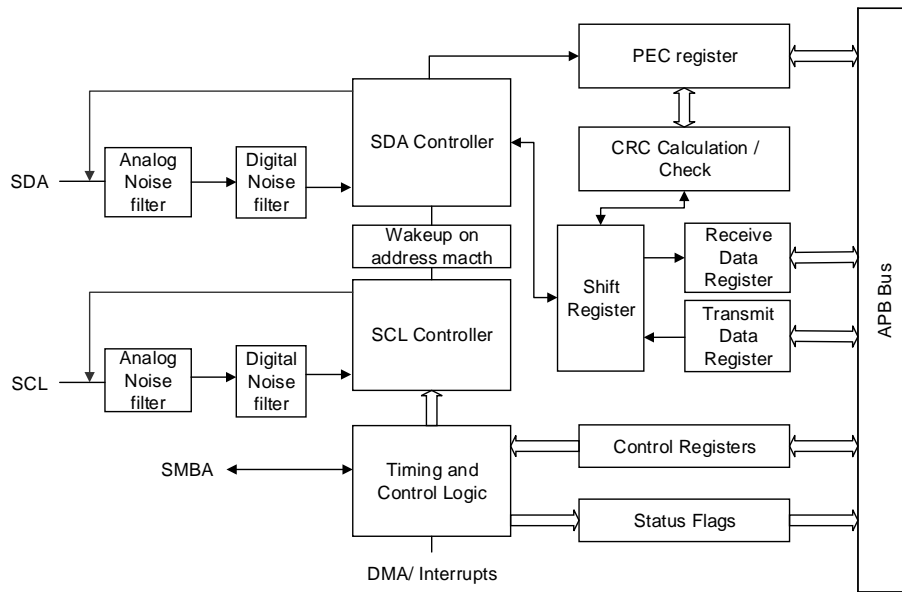 PEC register
SDA Controller
CRC Calculation /
Check
SDA
Analog
Noise
filter
Digital
Noise
filter
Wakeup on
address macth
Shift
Register
Receive
Data
Register
Transmit
Data
Register
APB Bus
SCL Controller
SCL
Analog
Noise
filter
Digital
Noise
filter
SMBA
Timing and
Control Logic
Control Registers
Status Flags
DMA/ Interrupts